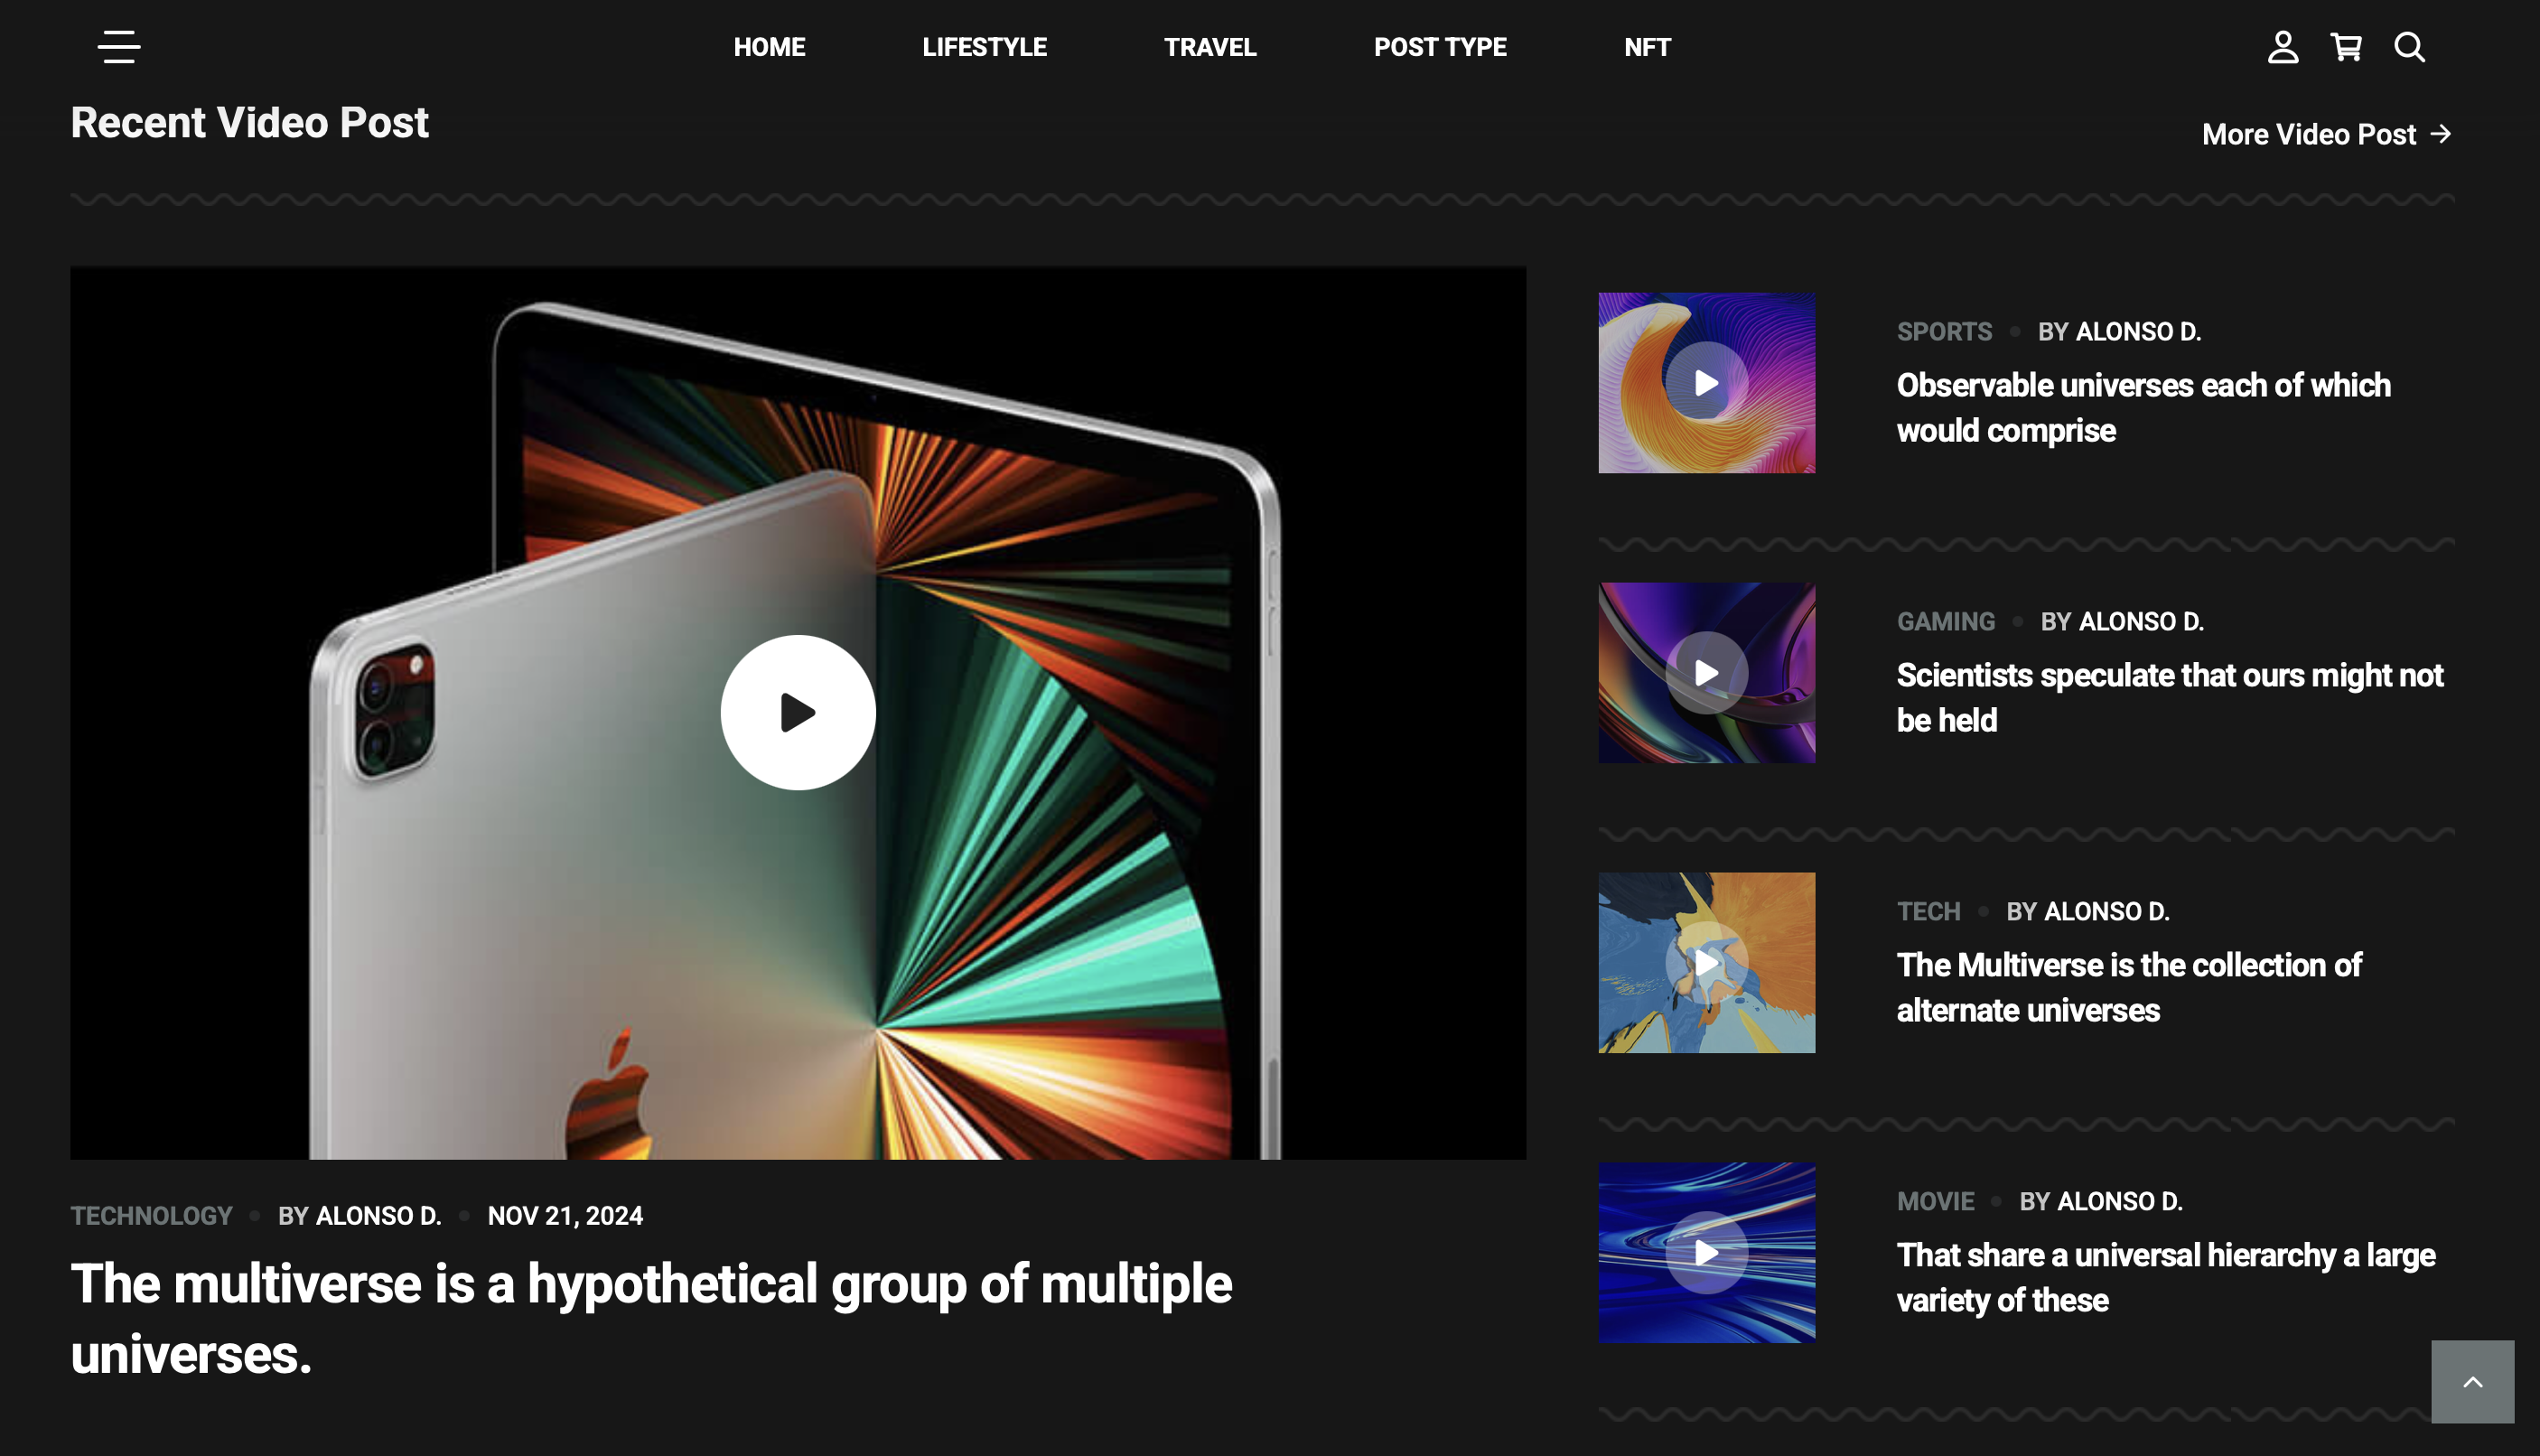 HOME LIFESTYLE TRAVEL POST TYPE NFT
Recent Video Post
More Video Post
TECHNOLOGY BY ALONSO D. NOV 21, 2024
The multiverse is a hypothetical group of multiple
universes.
SPORTS BY ALONSO D.
Observable universes each of which
would comprise
GAMING BY ALONSO D.
Scientists speculate that ours might not
be held
TECH BY ALONSO D.
The Multiverse is the collection of
alternate universes
MOVIE BY ALONSO D.
That share a universal hierarchy a large
variety of these